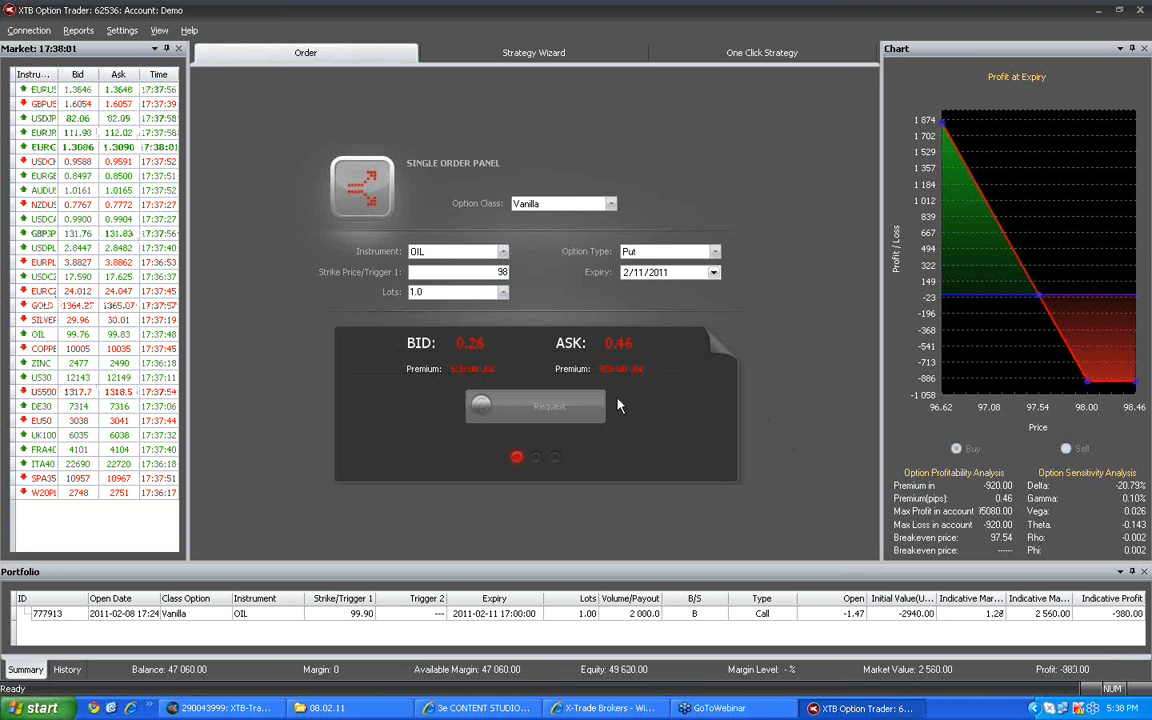 XTB Option Trader: 62536: Account: Demo
Connection Reports Settings View Help
Market: 17:38:01
Instru... Bid Ask Time
EURUS 1.3646 1.3648 17:37:56
GBPUS 1.6054 1.6057 17:37:39
USDJP 82.06 82.09 17:37:58
EURJP 111.98 112.02 17:38:01
EURC 1.3086 1.3090 17:38:01
USDCH 0.9588 0.9591 17:37:52
EURGE 0.8497 0.8500 17:37:51
AUDUS 1.0161 1.0165 17:37:52
NZDUS 0.7767 0.7772 17:37:27
USDCA 0.9900 0.9904 17:37:27
GBPJP 131.76 131.83 17:37:56
USDPL 2.8447 2.8482 17:37:40
EURPL 3.8827 3.8862 17:36:53
USDCZ 17.590 17.625 17:36:37
EURCZ 24.012 24.047 17:37:45
GOLD 1364.27 1365.07 17:37:57
SILVER 29.96 30.01 17:37:45
OIL 99.76 99.83 17:37:48
COPPE 10005 10035 17:37:45
ZINC 2477 2490 17:36:18
US30 12143 12149 17:37:11
US500 1317.7 1318.5 17:37:54
DE30 7314 7316 17:37:06
EU50 3038 3041 17:37:44
UK100 6035 6038 17:37:44
FRA40 4101 4104 17:37:44
ITA40 22690 22720 17:36:18
SPA35 10957 10967 17:37:51
W20PL 2748 2751 17:36:17
Order Strategy Wizard One Click Strategy
SINGLE ORDER PANEL
Option Class: Vanilla
Instrument: OIL Option Type: Put
Strike Price/Trigger 1: 98 Expiry: 2/11/2011
Lots: 1.0
BID: 0.26 ASK: 0.46
Premium: Premium:
Request
Chart
Profit at Expiry
1 874
1 702
1 529
1 357
1 184
1 012
839
667
494
322
149
-23
-196
-368
-541
-713
-886
-1 058
Profit / Loss
96.62 97.08 97.54 98.00 98.46
Price
Buy Sell
Option Profitability Analysis Option Sensitivity Analysis
Premium in -920.00 Delta: -20.79%
Premium(pips): 0.46 Gamma: 0.10%
Max Profit in account 5080.00 Vega: 0.026
Max Loss in account -920.00 Theta. -0.143
Breakeven price: 97.54 Rho: -0.002
Breakeven price: ------ Phi: 0.002
Portfolio
ID Open Date Class Option Instrument Strike/Trigger 1 Trigger 2 Expiry Lots Volume/Payout B/S Type Open Initial Value(U... Indicative Mar... Indicative Ma... Indicative Profit
777913 2011-02-08 17:24 Vanilla OIL 99.90 --- 2011-02-11 17:00:00 1.00 2 000.0 B Call -1.47 -2940.00 1.28 2 560.00 -380.00
Summary History Balance: 47 060.00 Margin: 0 Available Margin: 47 060.00 Equity: 49 620.00 Margin Level: - % Market Value: 2 560.00 Profit: -380.00
Ready NUM
start 290043999: XTB-Tra... 08.02.11 3e CONTENT STUDIO... X-Trade Brokers - Wi... GoToWebinar XTB Option Trader: 6... 5:38 PM